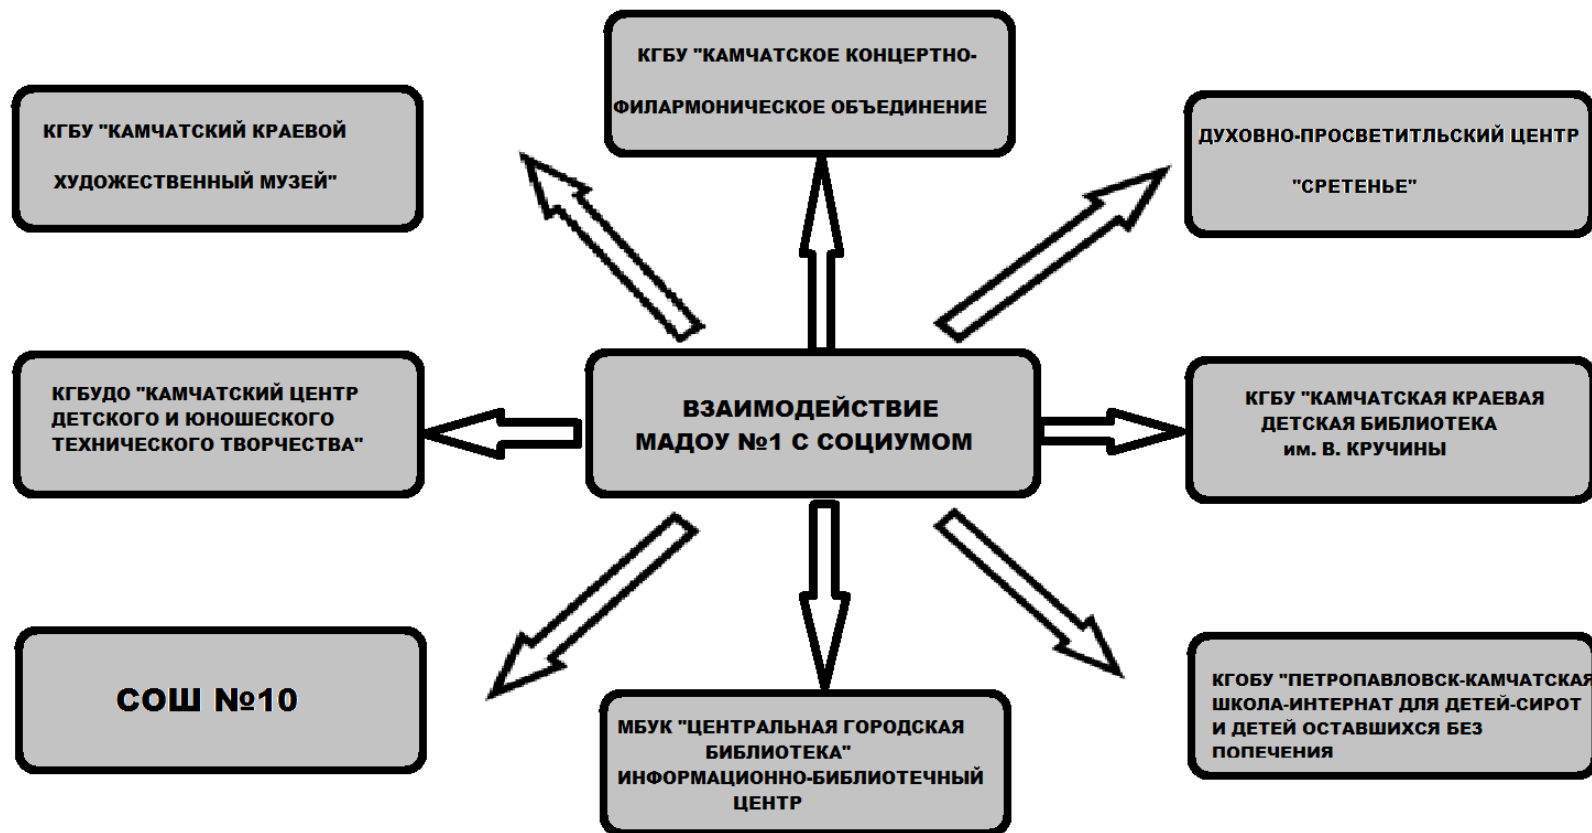 КГБУ "КАМЧАТСКОЕ КОНЦЕРТНО-
ФИЛАРМОНИЧЕСКОЕ ОБЪЕДИНЕНИЕ
КГБУ "КАМЧАТСКИЙ КРАЕВОЙ
ХУДОЖЕСТВЕННЫЙ МУЗЕЙ"
ДУХОВНО-ПРОСВЕТИТЛЬСКИЙ ЦЕНТР
"СРЕТЕНЬЕ"
КГБУДО "КАМЧАТСКИЙ ЦЕНТР
ДЕТСКОГО И ЮНОШЕСКОГО
ТЕХНИЧЕСКОГО ТВОРЧЕСТВА"
ВЗАИМОДЕЙСТВИЕ
МАДОУ №1 С СОЦИУМОМ
КГБУ "КАМЧАТСКАЯ КРАЕВАЯ
ДЕТСКАЯ БИБЛИОТЕКА
им. В. КРУЧИНЫ
СОШ №10
МБУК "ЦЕНТРАЛЬНАЯ ГОРОДСКАЯ
БИБЛИОТЕКА"
ИНФОРМАЦИОННО-БИБЛИОТЕЧНЫЙ
ЦЕНТР
КГОБУ "ПЕТРОПАВЛОВСК-КАМЧАТСКАЯ
ШКОЛА-ИНТЕРНАТ ДЛЯ ДЕТЕЙ-СИРОТ
И ДЕТЕЙ ОСТАВШИХСЯ БЕЗ
ПОПЕЧЕНИЯ